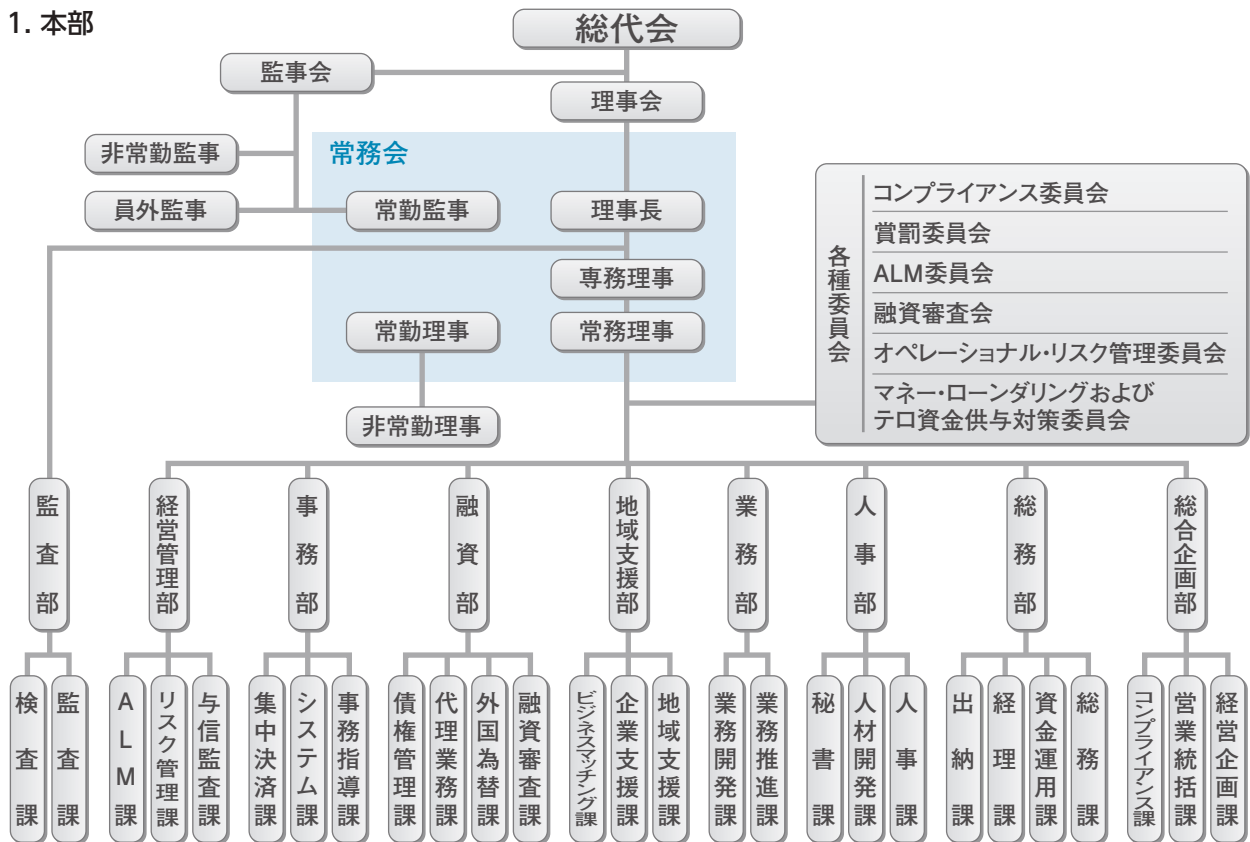 1. 本部
総代会
監事会
理事会
非常勤監事
常務会
員外監事
常勤監事
理事長
専務理事
常勤理事
常務理事
非常勤理事
各種委員会
コンプライアンス委員会
賞罰委員会
ALM委員会
融資審査会
オペレーショナル・リスク管理委員会
マネー・ローンダリングおよび
テロ資金供与対策委員会
監査部
経営管理部
事務部
融資部
地域支援部
業務部
人事部
総務部
総合企画部
検査課
監査課
ALM課
リスク管理課
与信監査課
集中決済課
システム課
事務指導課
債権管理課
代理業務課
外国為替課
融資審査課
ビジネスマッチング課
企業支援課
地域支援課
業務開発課
業務推進課
秘書課
人材開発課
人事課
出納課
経理課
資金運用課
総務課
コンプライアンス課
営業統括課
経営企画課